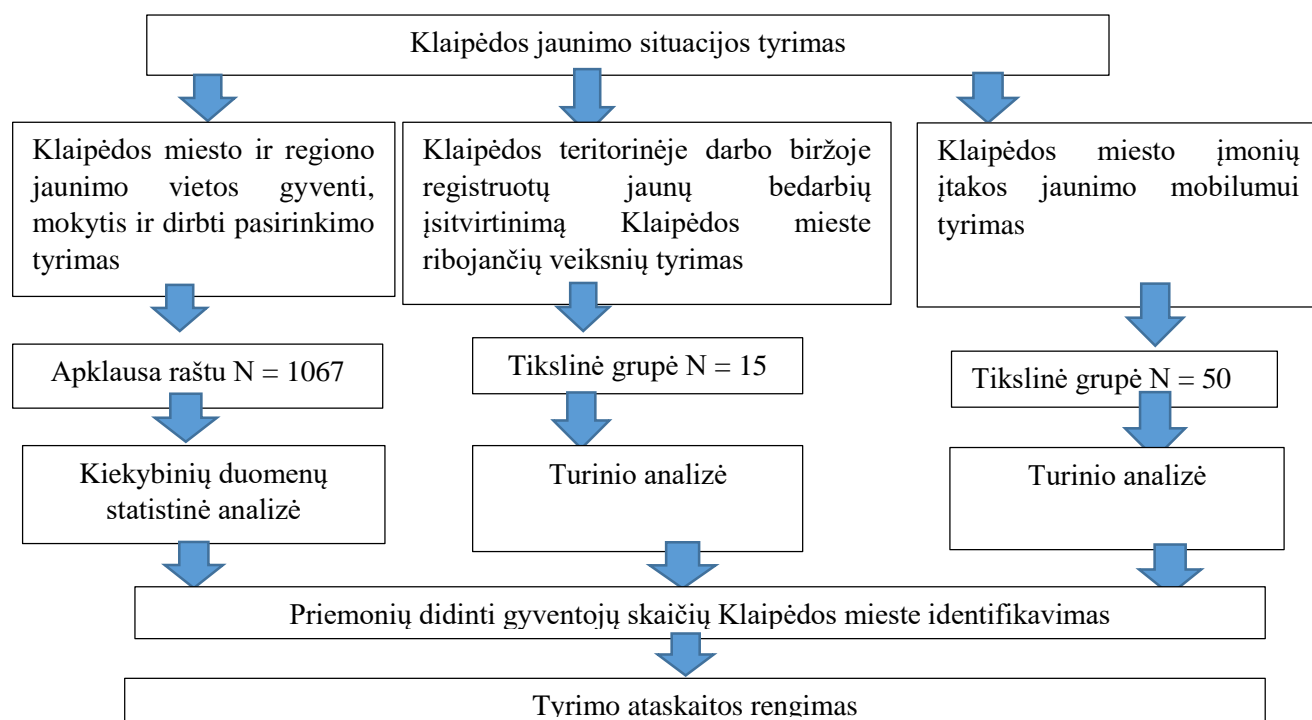 Klaipėdos jaunimo situacijos tyrimas
Klaipėdos miesto ir regiono
jaunimo vietos gyventi,
mokytis ir dirbti pasirinkimo
tyrimas
Klaipėdos teritorinėje darbo biržoje
registruotų jaunų bedarbių
įsitvirtinimą Klaipėdos mieste
ribojančių veiksnių tyrimas
Klaipėdos miesto įmonių
įtakos jaunimo mobilumui
tyrimas
Apklausa raštu N = 1067
Tikslinė grupė N = 15
Tikslinė grupė N = 50
Kiekybinių duomenų
statistinė analizė
Turinio analizė
Turinio analizė
Priemonių didinti gyventojų skaičių Klaipėdos mieste identifikavimas
Tyrimo ataskaitos rengimas